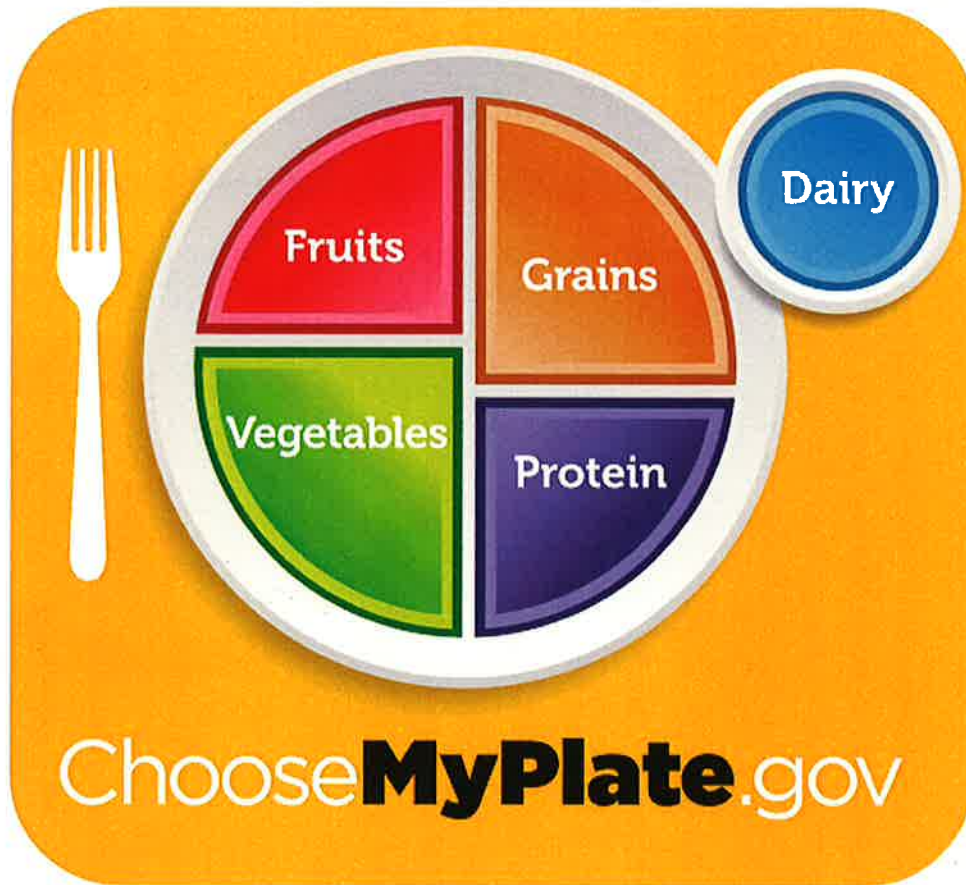 Fruits
Grains
Dairy
Vegetables
Protein
ChooseMyPlate.gov